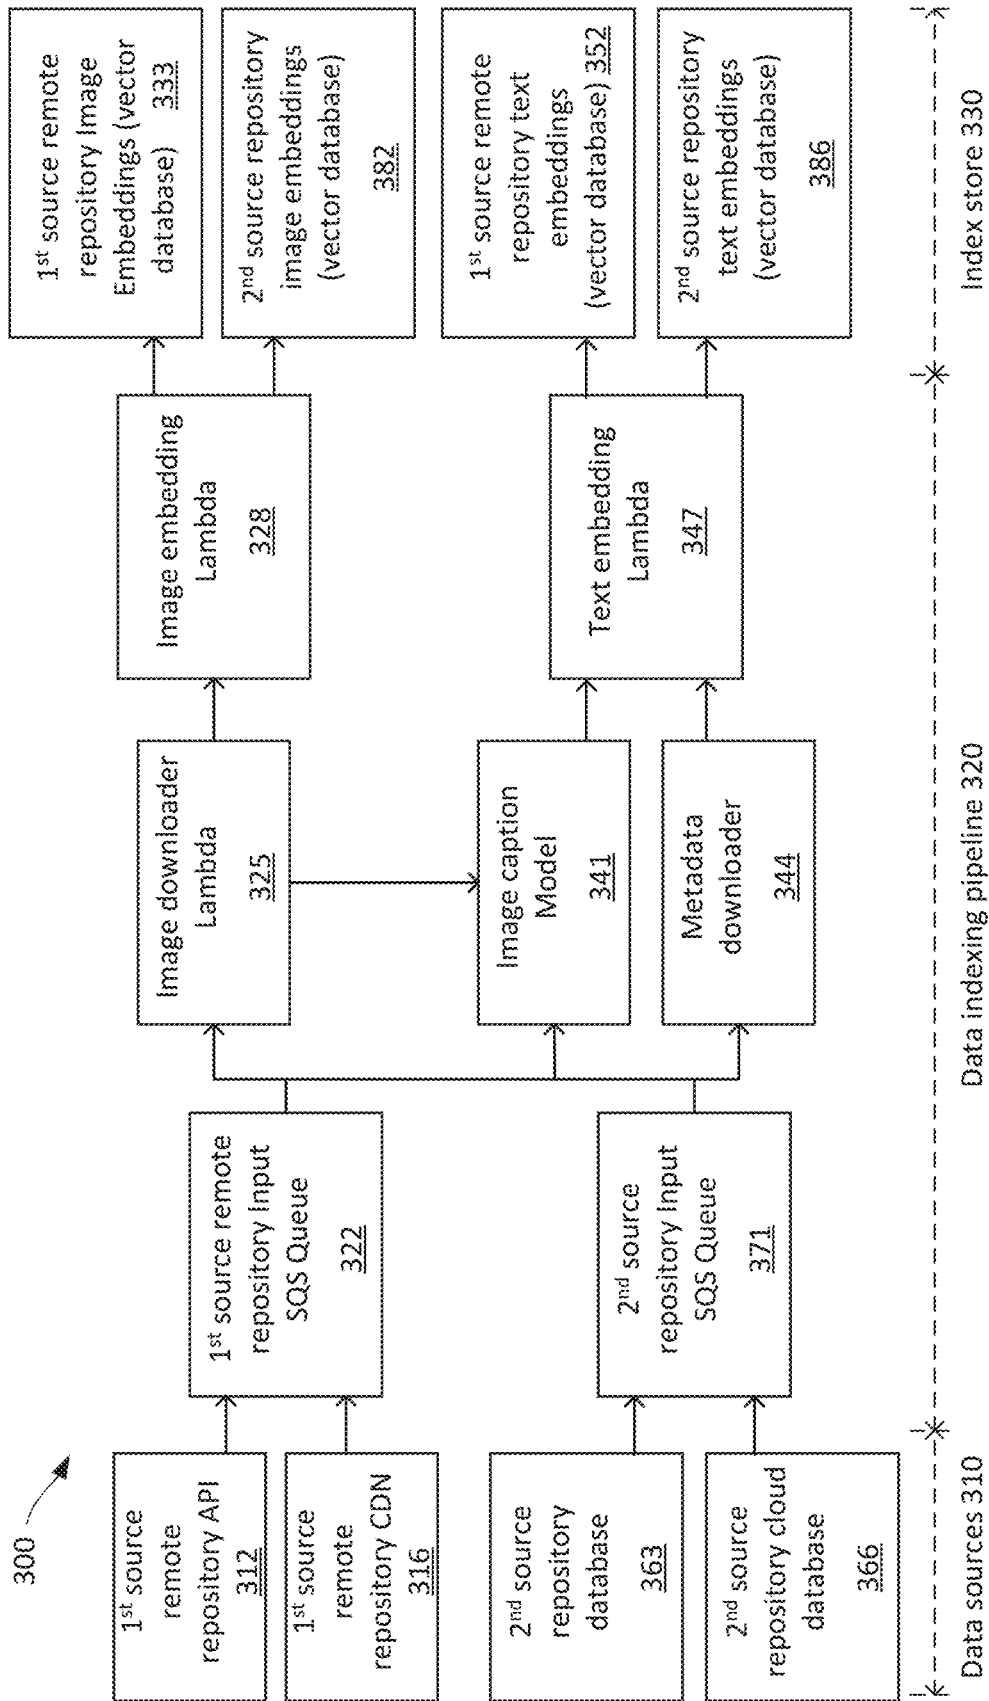 300
1st source
remote
repository API
312
1st source
remote
repository CDN
316
2nd source
repository
database
363
2nd source
repository cloud
database
366
1st source remote
repository Input
SQS Queue
322
2nd source
repository Input
SQS Queue
371
Image downloader
Lambda
325
Image caption
Model
341
Metadata
downloader
344
Image embedding
Lambda
328
Text embedding
Lambda
347
1st source remote
repository Image
Embeddings (vector
database) 333
2nd source repository
image embeddings
(vector database)
382
1st source remote
repository text
embeddings
(vector database) 352
2nd source repository
text embeddings
(vector database)
386
Data sources 310
Data indexing pipeline 320
Index store 330